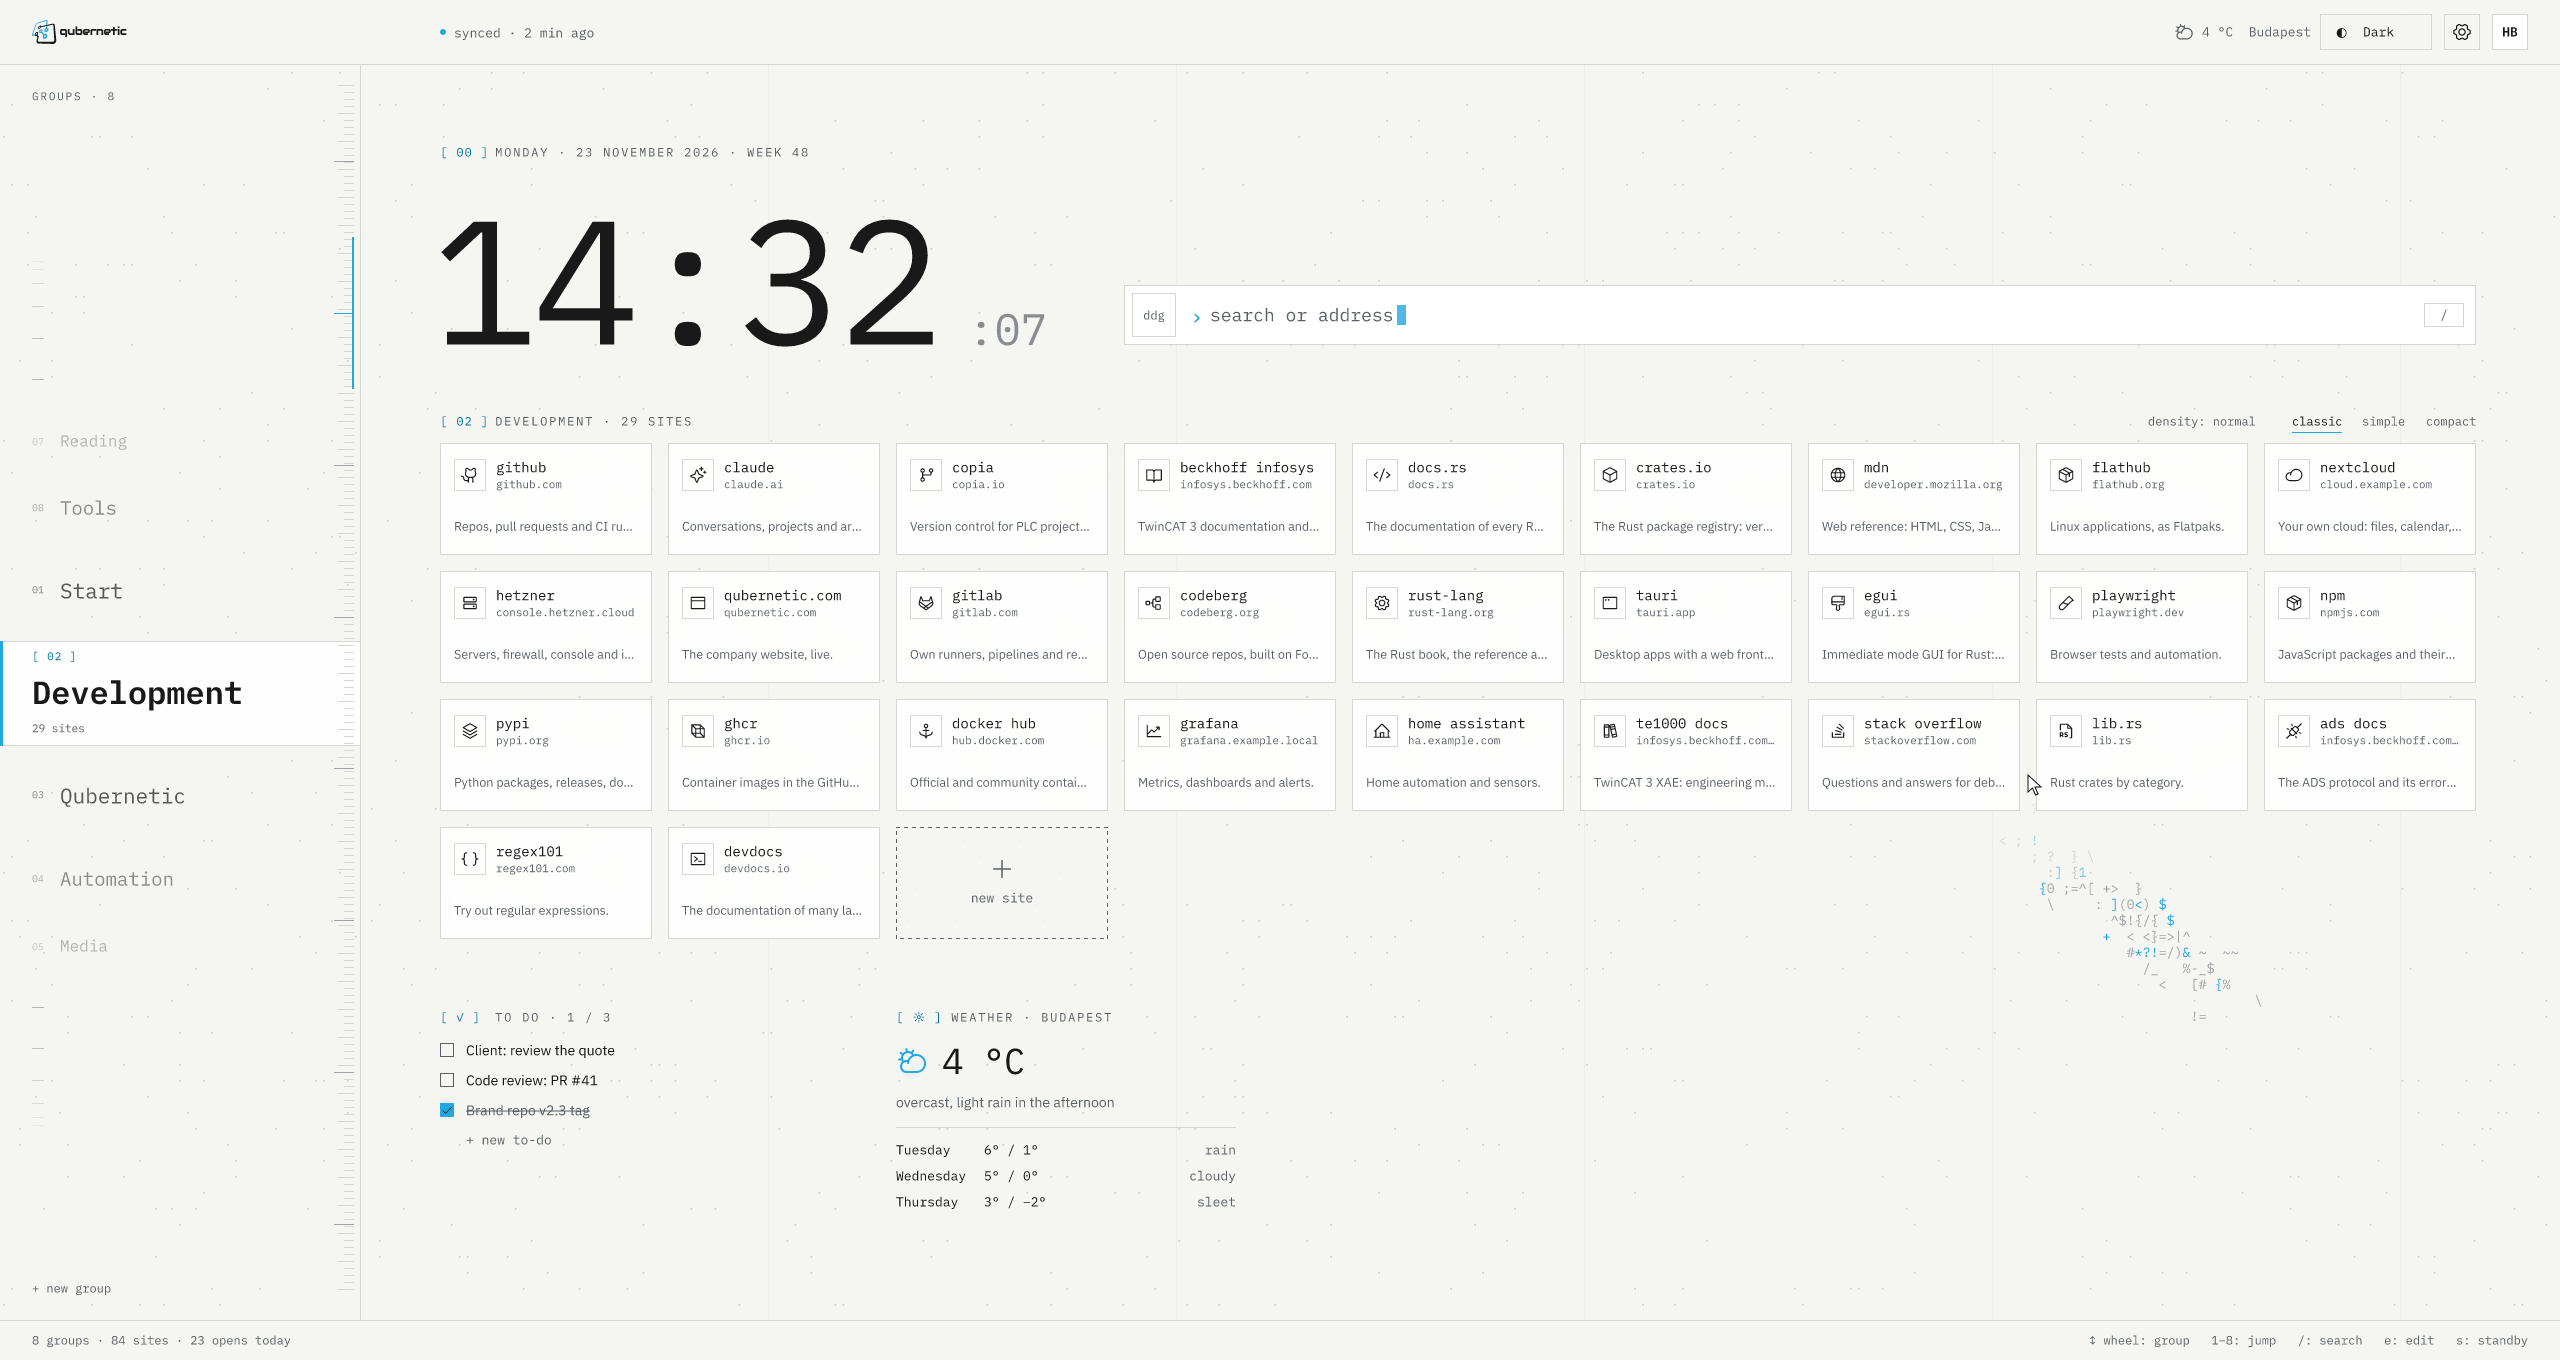 qubernetic
synced · 2 min ago
4 °C Budapest
Dark
HB
GROUPS · 8
07 Reading
08 Tools
01 Start
[ 02 ]
Development
29 sites
03 Qubernetic
04 Automation
05 Media
+ new group
[ 00 ] MONDAY · 23 NOVEMBER 2026 · WEEK 48
14:32 :07
ddg › search or address /
[ 02 ] DEVELOPMENT · 29 SITES
density: normal classic simple compact
github
github.com
Repos, pull requests and CI ru…
claude
claude.ai
Conversations, projects and ar…
copia
copia.io
Version control for PLC project…
beckhoff infosys
infosys.beckhoff.com
TwinCAT 3 documentation and…
docs.rs
docs.rs
The documentation of every R…
crates.io
crates.io
The Rust package registry: ver…
mdn
developer.mozilla.org
Web reference: HTML, CSS, Ja…
flathub
flathub.org
Linux applications, as Flatpaks.
nextcloud
cloud.example.com
Your own cloud: files, calendar,…
hetzner
console.hetzner.cloud
Servers, firewall, console and i…
qubernetic.com
qubernetic.com
The company website, live.
gitlab
gitlab.com
Own runners, pipelines and re…
codeberg
codeberg.org
Open source repos, built on Fo…
rust-lang
rust-lang.org
The Rust book, the reference a…
tauri
tauri.app
Desktop apps with a web front…
egui
egui.rs
Immediate mode GUI for Rust:…
playwright
playwright.dev
Browser tests and automation.
npm
npmjs.com
JavaScript packages and their…
pypi
pypi.org
Python packages, releases, do…
ghcr
ghcr.io
Container images in the GitHu…
docker hub
hub.docker.com
Official and community contai…
grafana
grafana.example.local
Metrics, dashboards and alerts.
home assistant
ha.example.com
Home automation and sensors.
te1000 docs
infosys.beckhoff.com…
TwinCAT 3 XAE: engineering m…
stack overflow
stackoverflow.com
Questions and answers for deb…
lib.rs
lib.rs
Rust crates by category.
ads docs
infosys.beckhoff.com…
The ADS protocol and its error…
regex101
regex101.com
Try out regular expressions.
devdocs
devdocs.io
The documentation of many la…
+
new site
[ √ ] TO DO · 1 / 3
Client: review the quote
Code review: PR #41
Brand repo v2.3 tag
+ new to-do
[ ☼ ] WEATHER · BUDAPEST
4 °C
overcast, light rain in the afternoon
Tuesday 6° / 1° rain
Wednesday 5° / 0° cloudy
Thursday 3° / −2° sleet
8 groups · 84 sites · 23 opens today
↕ wheel: group 1–8: jump /: search e: edit s: standby